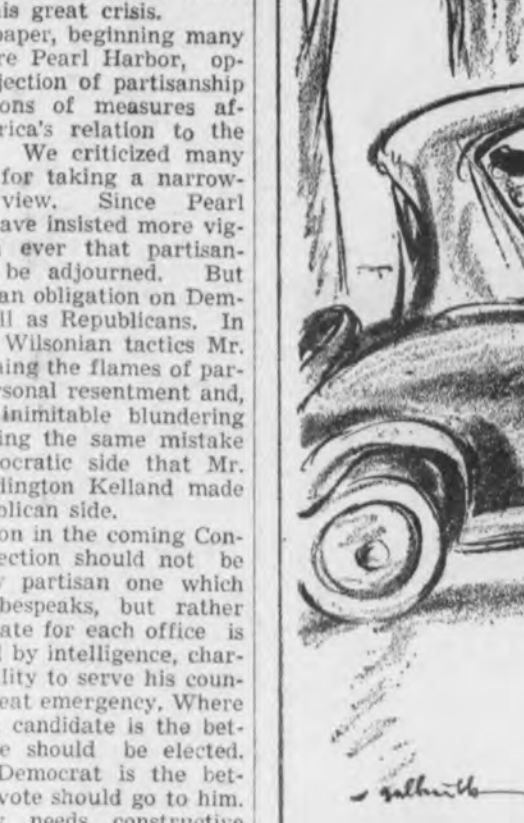 is great crisis.
paper, beginning many
re Pearl Harbor, op-
jection of partisanship
ons of measures af-
rica's relation to the
We criticized many
for taking a narrow-
view. Since Pearl
ave insisted more vig-
ever that partisan-
be adjourned. But
an obligation on Dem-
ll as Republicans. In
Wilsonian tactics Mr.
ing the flames of par-
rsonal resentment and,
inimitable blundering
ing the same mistake
ocratic side that Mr.
dington Kelland made
blican side.
on in the coming Con-
ection should not be
partisan one which
bespeaks, but rather
ate for each office is
by intelligence, char-
lity to serve his coun-
eat emergency. Where
candidate is the bet-
e should be elected.
Democrat is the bet-
vote should go to him.
needs constructive
galbraith